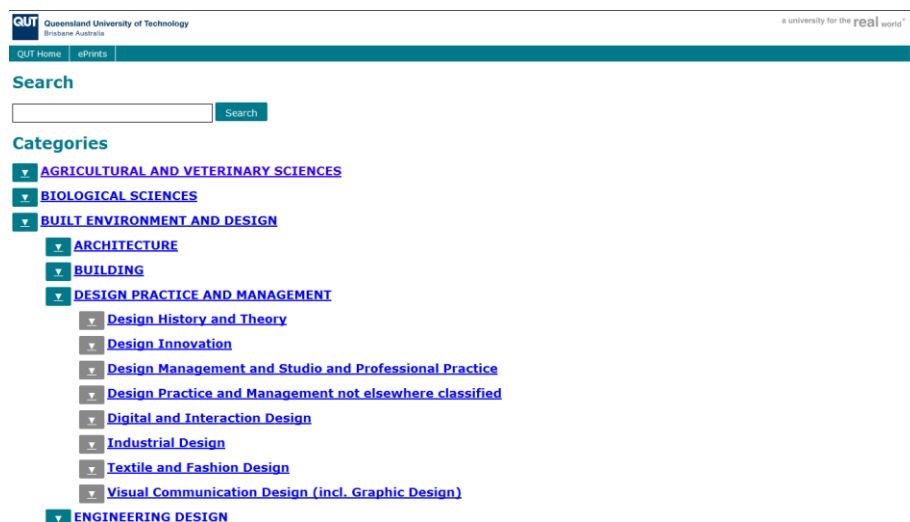 QUT Queensland University of Technology
Brisbane Australia
a university for the real world®
QUT Home ePrints
Search
Search
Categories
AGRICULTURAL AND VETERINARY SCIENCES
BIOLOGICAL SCIENCES
BUILT ENVIRONMENT AND DESIGN
ARCHITECTURE
BUILDING
DESIGN PRACTICE AND MANAGEMENT
Design History and Theory
Design Innovation
Design Management and Studio and Professional Practice
Design Practice and Management not elsewhere classified
Digital and Interaction Design
Industrial Design
Textile and Fashion Design
Visual Communication Design (incl. Graphic Design)
ENGINEERING DESIGN